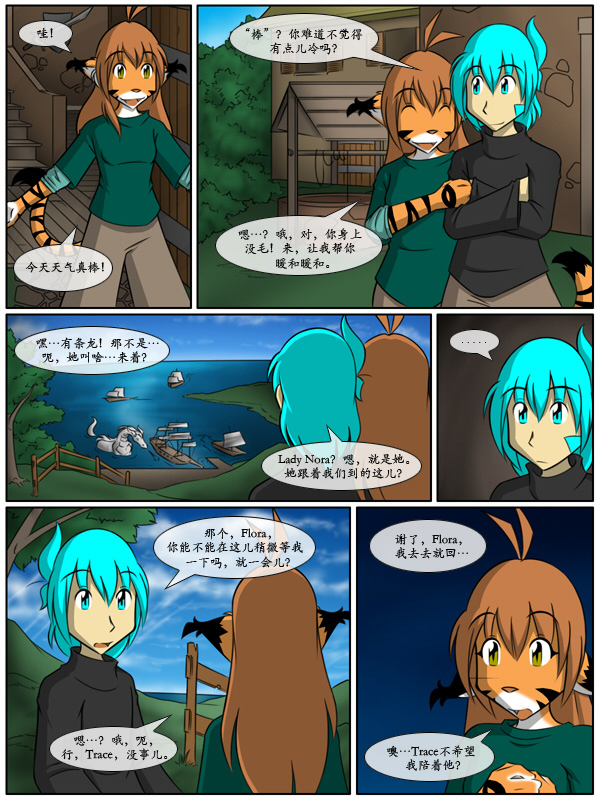 哇！
今天天气真棒！
“棒”？你难道不觉得
有点儿冷吗？
嗯…？哦，对，你身上
没毛！来，让我帮你
暖和暖和。
嘿…有条龙！那不是…
呃，她叫啥…来着？
Lady Nora？嗯，就是她。
她跟着我们到的这儿？
.....
那个，Flora，
你能不能在这儿稍微等我
一下吗，就一会儿？
嗯…？哦，呃，
行，Trace，没事儿。
谢了，Flora，
我去去就回…
噢…Trace不希望
我陪着他？